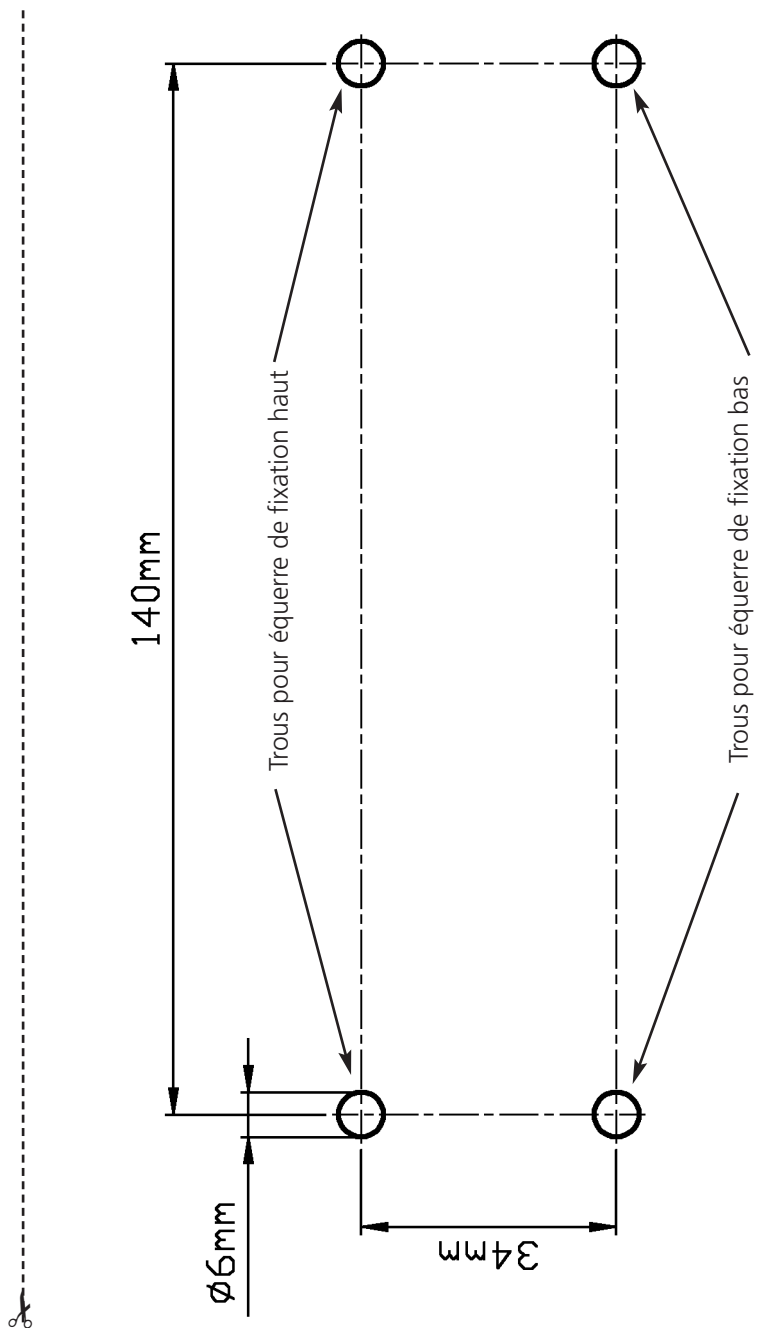 140mm
Trous pour équerre de fixation haut
Trous pour équerre de fixation bas
ø6mm
34mm